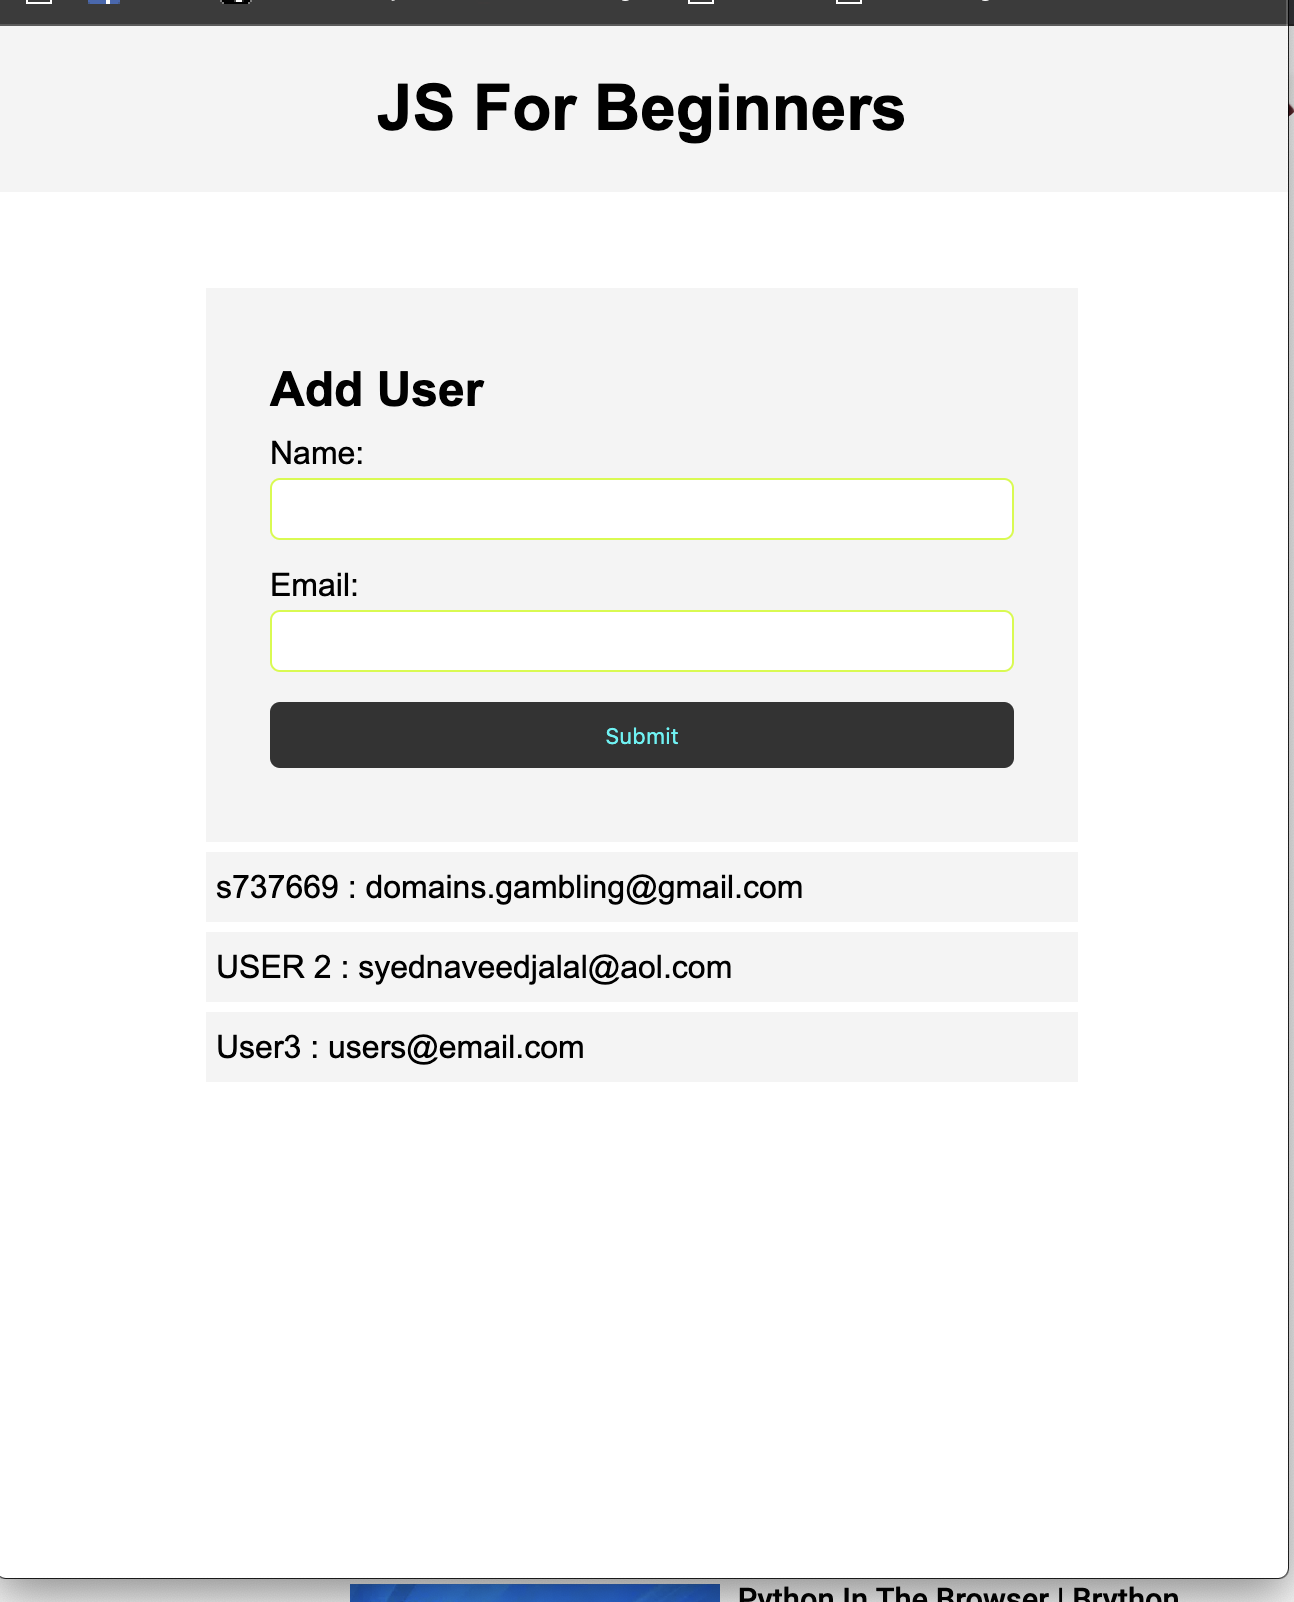 JS For Beginners
Add User
Name:
Email:
Submit
s737669 : domains.gambling@gmail.com
USER 2 : syednaveedjalal@aol.com
User3 : users@email.com
Python In The Browser | Brython